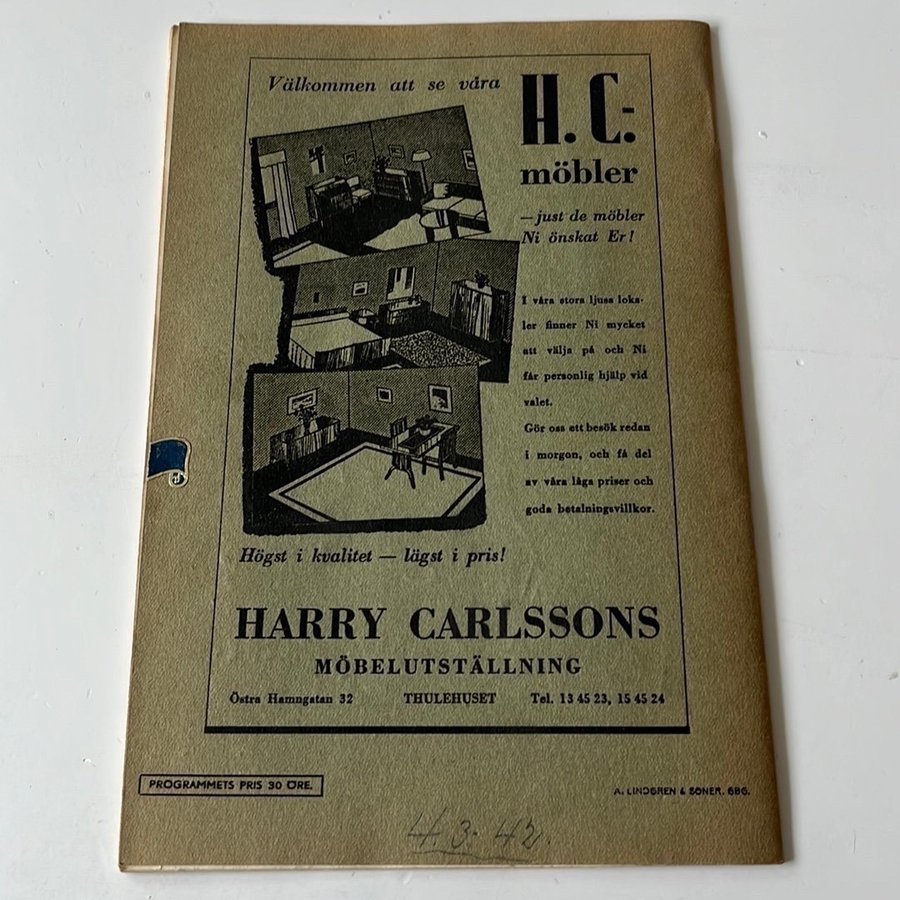 Välkommen att se våra
H. C:-
möbler
— just de möbler
Ni önskat Er!
I våra stora ljusa loka-
ler finner Ni mycket
att välja på och Ni
får personlig hjälp vid
valet.
Gör oss ett besök redan
i morgon, och få del
av våra låga priser och
goda betalningsvillkor.
Högst i kvalitet — lägst i pris!
HARRY CARLSSONS
MÖBELUTSTÄLLNING
Östra Hamngatan 32 THULEHUSET Tel. 13 45 23, 15 45 24
PROGRAMMETS PRIS 30 ÖRE.
A. LINDGREN & SÖNER. GBG.
4. 3. 42.